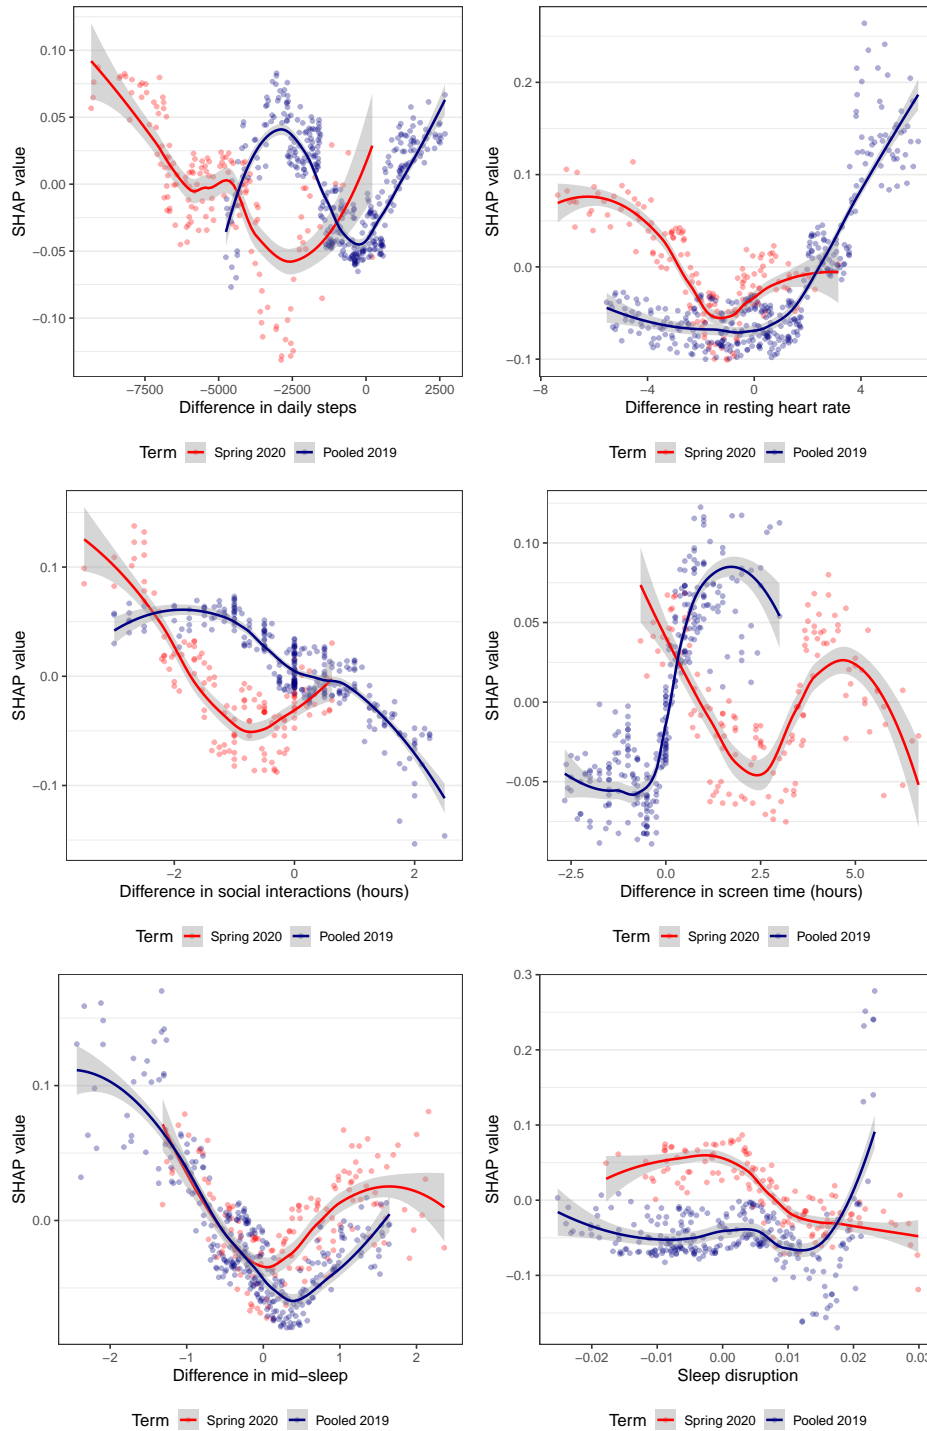 SHAP value
0.10
0.05
0.00
−0.05
−0.10
−7500 −5000 −2500 0 2500
Difference in daily steps
Term Spring 2020 Pooled 2019
SHAP value
0.2
0.1
0.0
−0.1
−8 −4 0 4
Difference in resting heart rate
Term Spring 2020 Pooled 2019
SHAP value
0.1
0.0
−0.1
−2 0 2
Difference in social interactions (hours)
Term Spring 2020 Pooled 2019
SHAP value
0.10
0.05
0.00
−0.05
−2.5 0.0 2.5 5.0
Difference in screen time (hours)
Term Spring 2020 Pooled 2019
SHAP value
0.1
0.0
−2 −1 0 1 2
Difference in mid−sleep
Term Spring 2020 Pooled 2019
SHAP value
0.3
0.2
0.1
0.0
−0.1
−0.02 −0.01 0.00 0.01 0.02 0.03
Sleep disruption
Term Spring 2020 Pooled 2019